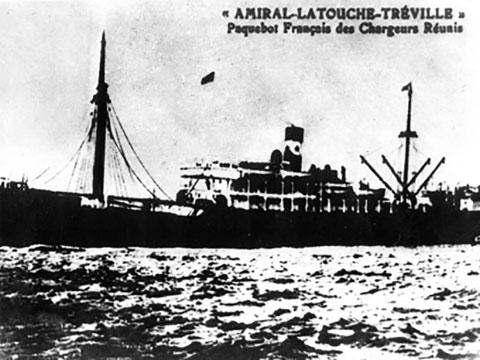 « AMIRAL-LATOUCHE-TRÉVILLE »
Paquebot Français des Chargeurs Réunis